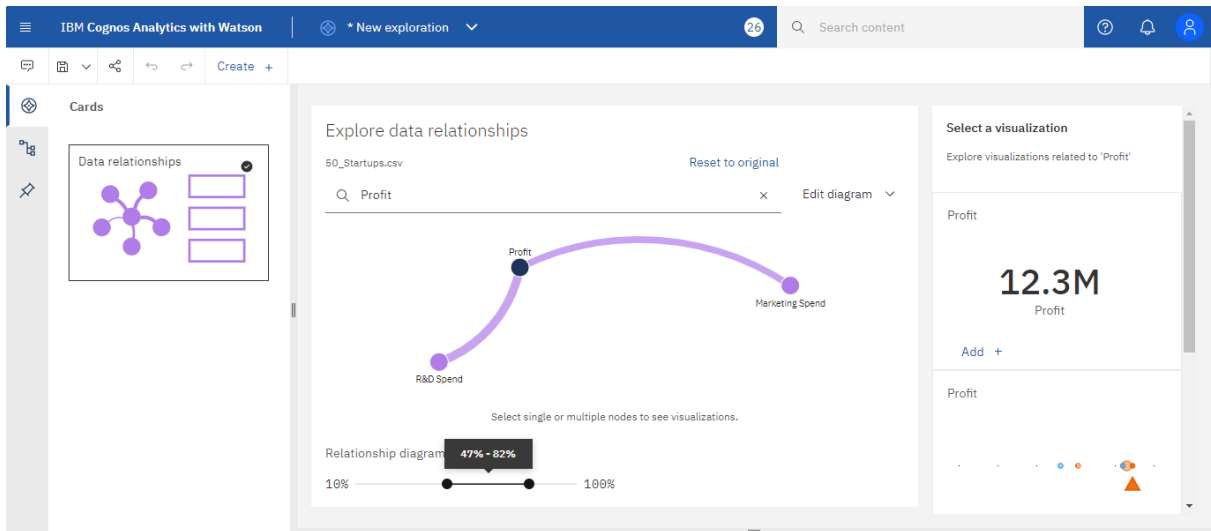 IBM Cognos Analytics with Watson
* New exploration
26
Search content
Create +
Cards
Data relationships
Explore data relationships
50_Startups.csv
Reset to original
Profit
Edit diagram
Profit
Marketing Spend
R&D Spend
Select single or multiple nodes to see visualizations.
Relationship diagram
47% - 82%
10%
100%
Select a visualization
Explore visualizations related to 'Profit'
Profit
12.3M
Profit
Add +
Profit